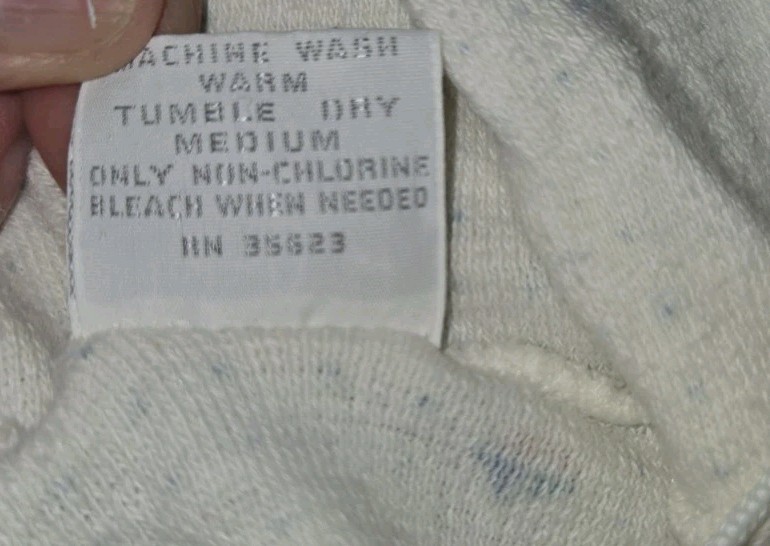 MACHINE WASH
WARM
TUMBLE DRY
MEDIUM
ONLY NON-CHLORINE
BLEACH WHEN NEEDED
RN 35623